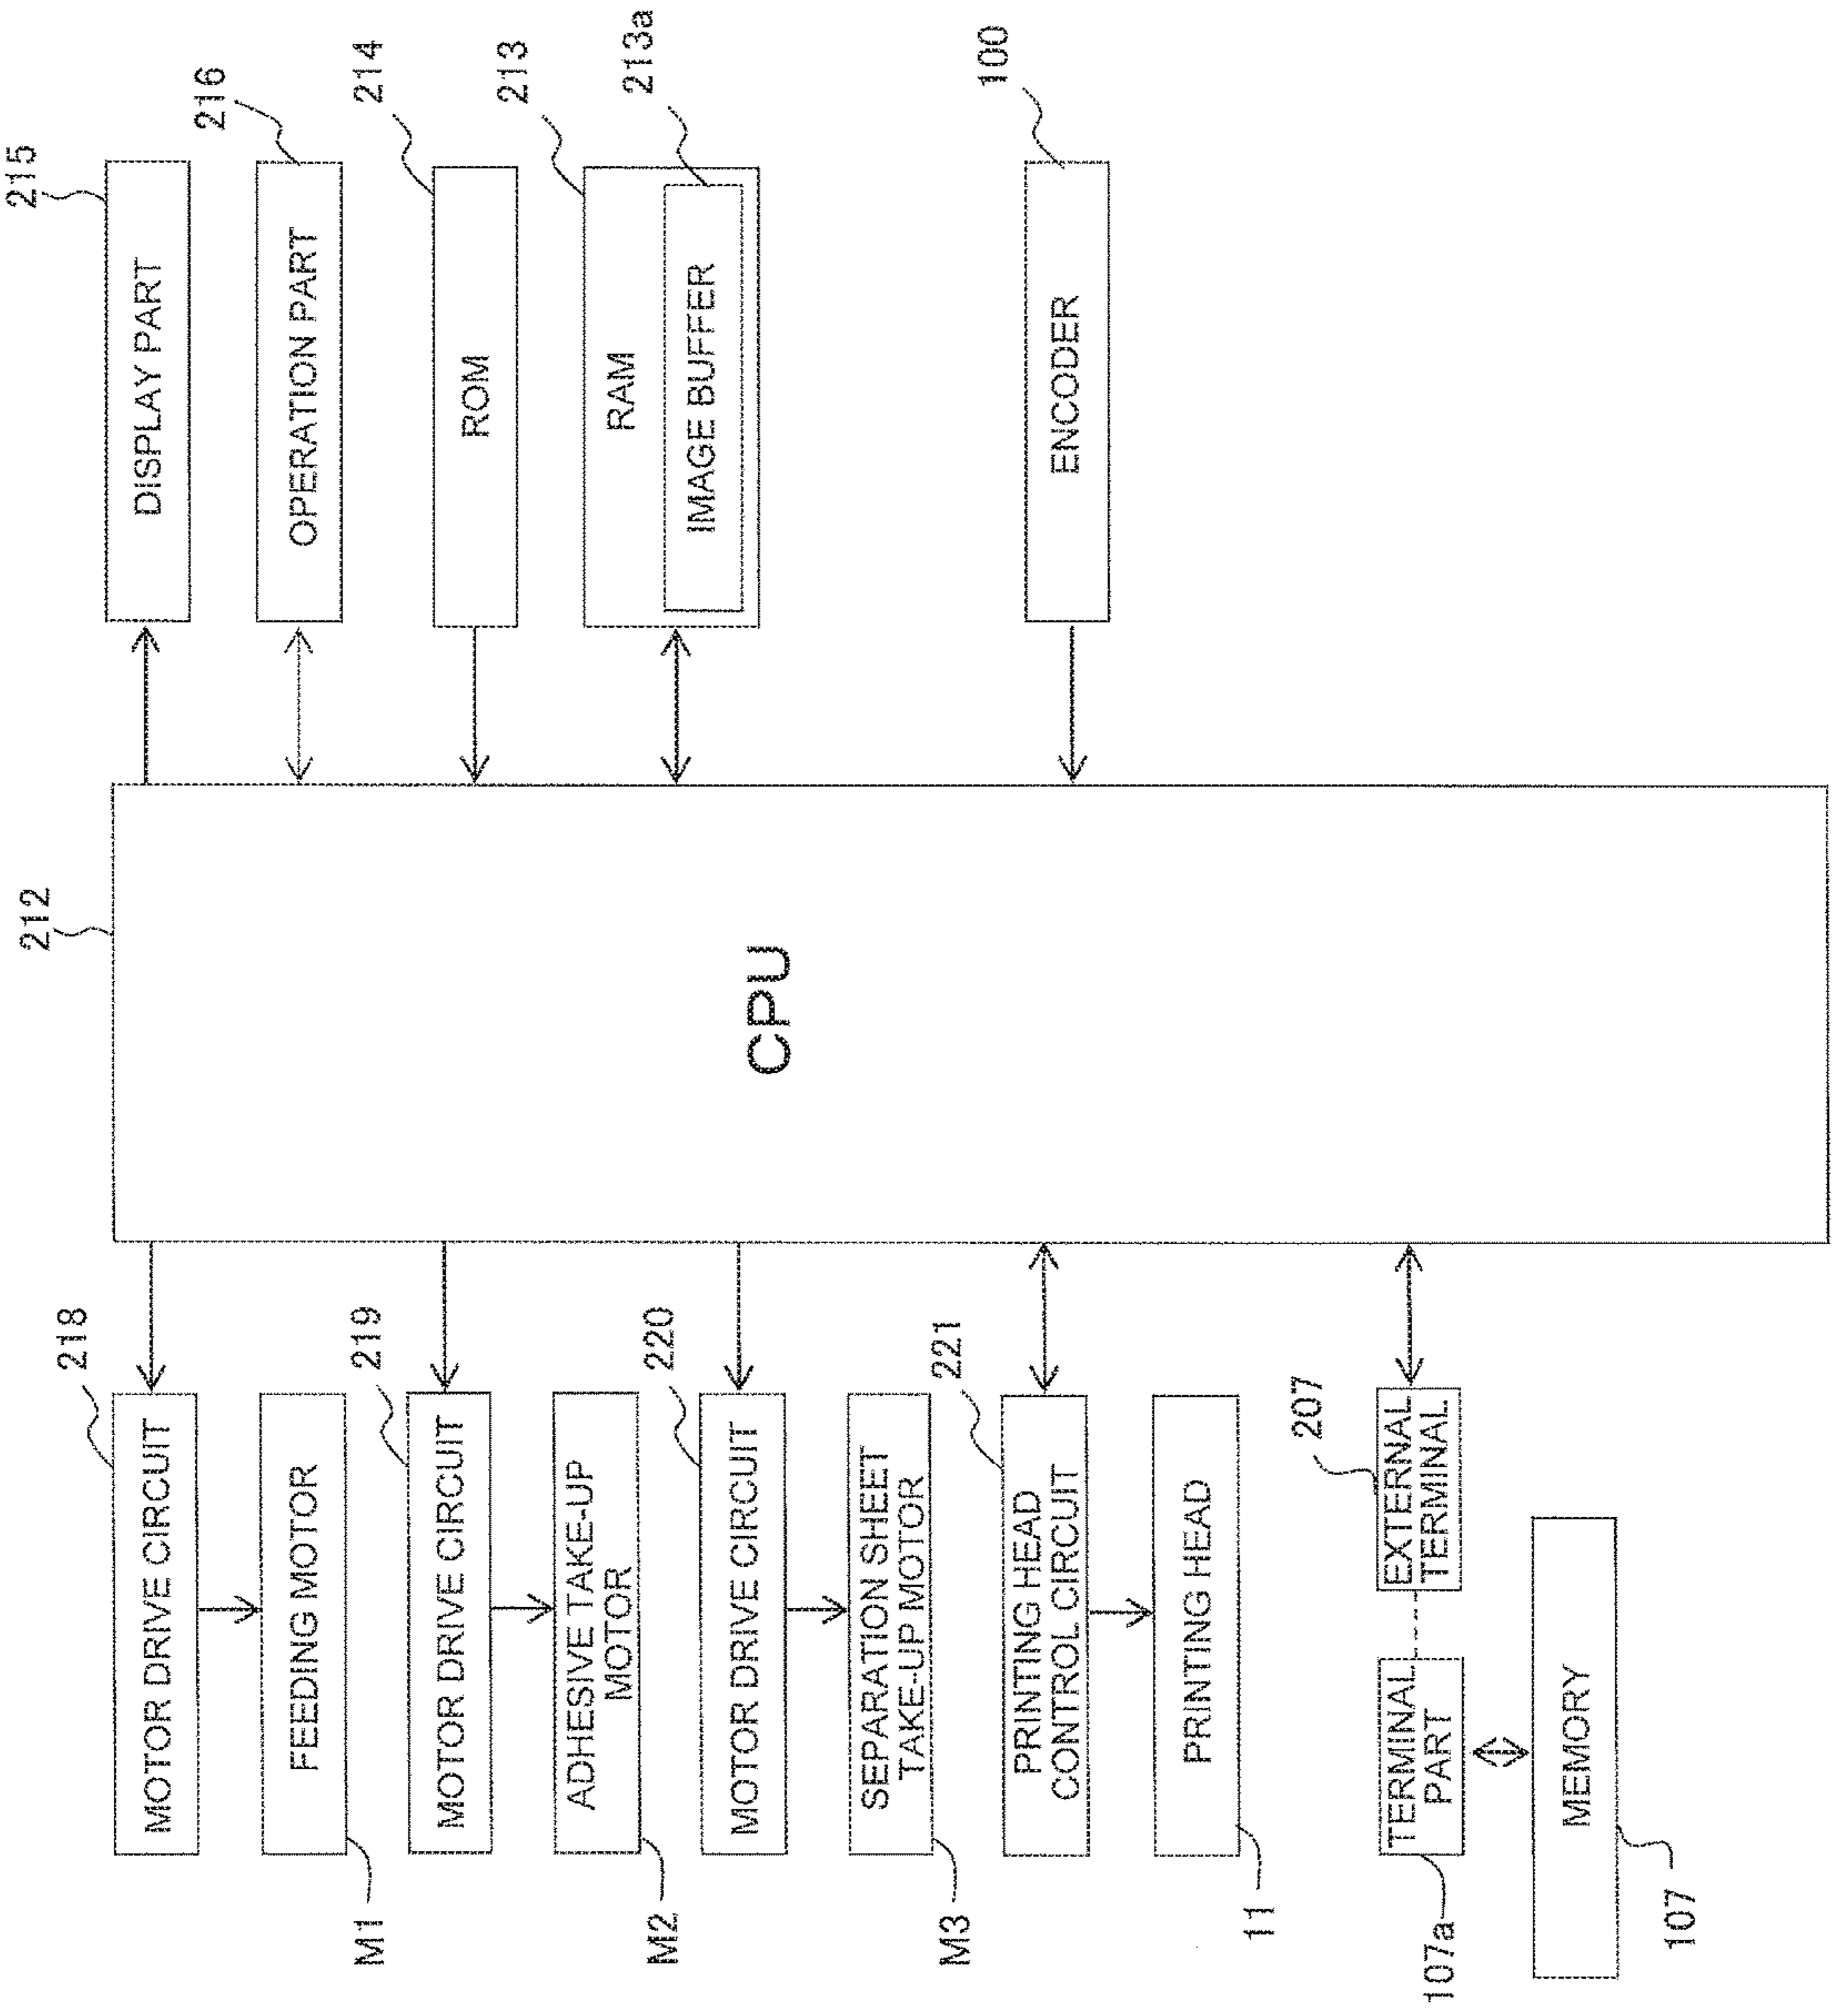 212
CPU
218
MOTOR DRIVE CIRCUIT
FEEDING MOTOR
M1
219
MOTOR DRIVE CIRCUIT
ADHESIVE TAKE-UP
MOTOR
M2
220
MOTOR DRIVE CIRCUIT
SEPARATION SHEET
TAKE-UP MOTOR
M3
221
PRINTING HEAD
CONTROL CIRCUIT
PRINTING HEAD
11
207
EXTERNAL
TERMINAL
TERMINAL
PART
107a
MEMORY
107
215
DISPLAY PART
216
OPERATION PART
214
ROM
213
RAM
213a
IMAGE BUFFER
100
ENCODER